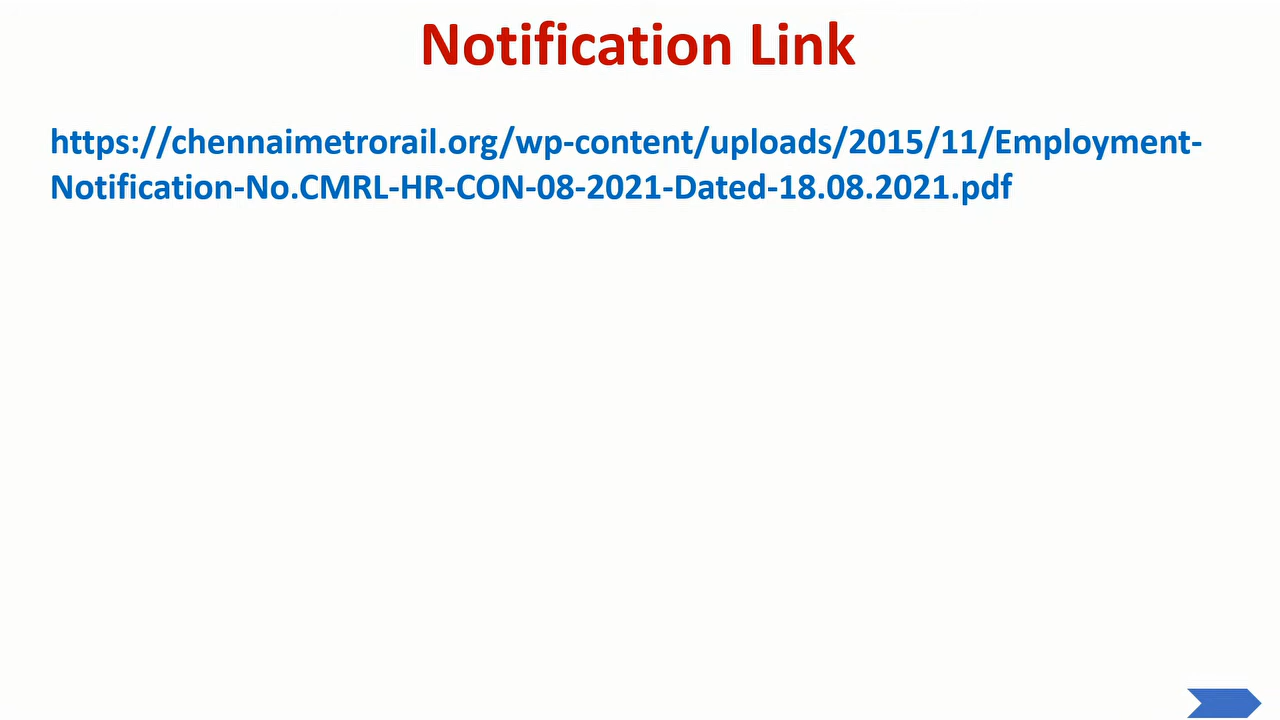 Notification Link
https://chennaimetrorail.org/wp-content/uploads/2015/11/Employment-
Notification-No.CMRL-HR-CON-08-2021-Dated-18.08.2021.pdf